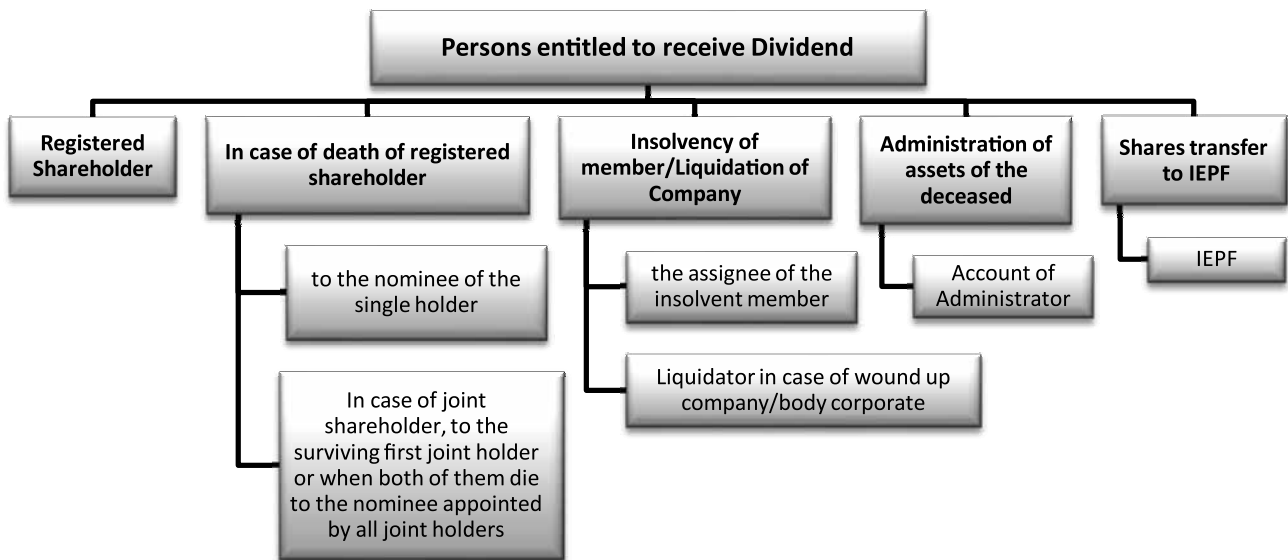 Persons entitled to receive Dividend
Registered
Shareholder
In case of death of registered
shareholder
to the nominee of the
single holder
In case of joint
shareholder, to the
surviving first joint holder
or when both of them die
to the nominee appointed
by all joint holders
Insolvency of
member/Liquidation of
Company
the assignee of the
insolvent member
Liquidator in case of wound up
company/body corporate
Administration of
assets of the
deceased
Account of
Administrator
Shares transfer
to IEPF
IEPF